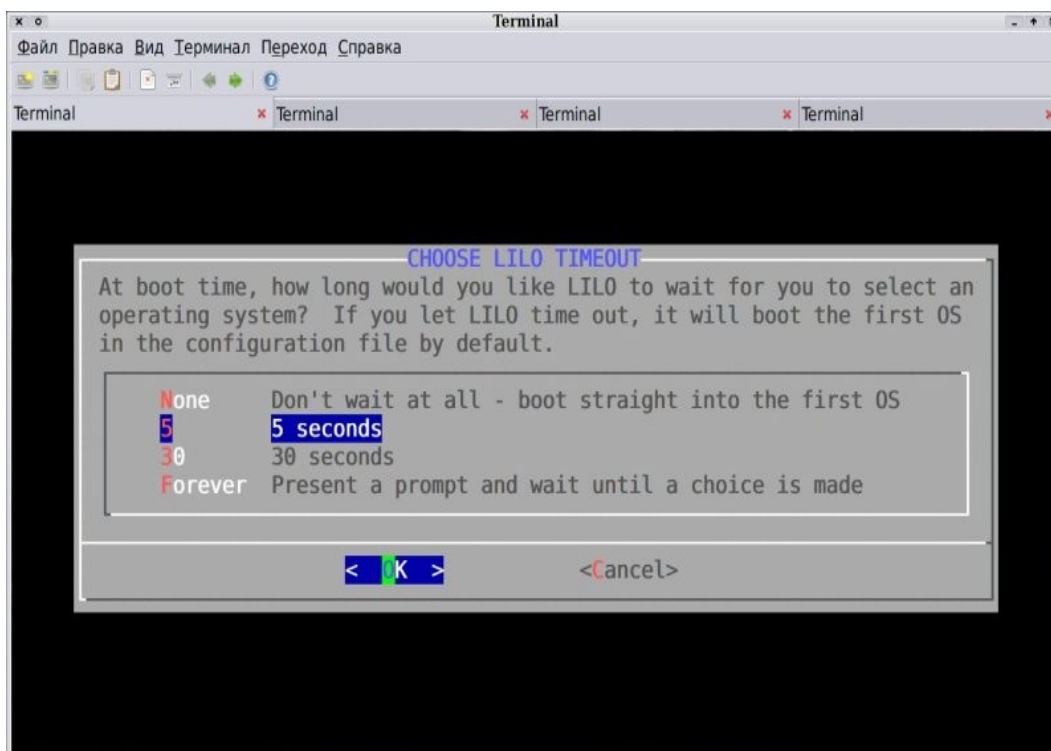 Terminal
Файл Правка Вид Терминал Переход Справка
Terminal Terminal Terminal Terminal
CHOOSE LILO TIMEOUT
At boot time, how long would you like LILO to wait for you to select an
operating system?  If you let LILO time out, it will boot the first OS
in the configuration file by default.
None Don't wait at all - boot straight into the first OS
5 5 seconds
30 30 seconds
Forever Present a prompt and wait until a choice is made
< OK > <Cancel>